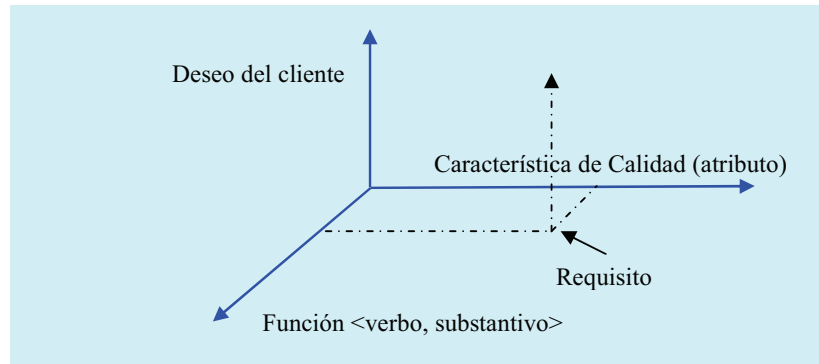 Deseo del cliente
Característica de Calidad (atributo)
Requisito
Función <verbo, substantivo>